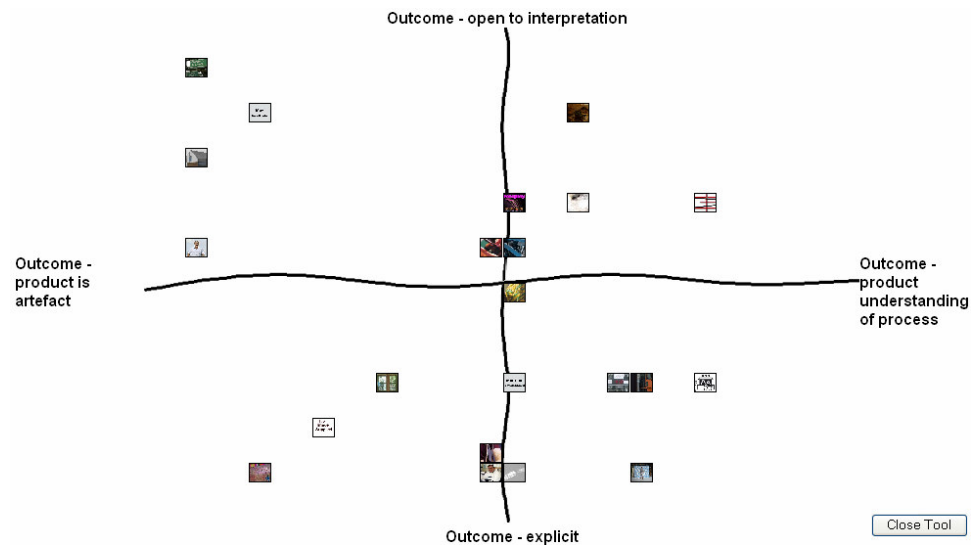 Outcome - open to interpretation
Outcome -
product is
artefact
Outcome -
product
understanding
of process
Outcome - explicit
Close Tool